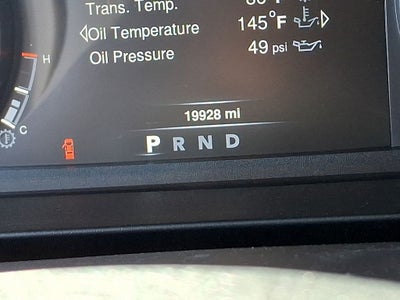 Trans. Temp.
Oil Temperature 145°F
Oil Pressure 49 psi
H
19928 mi
C
P R N D